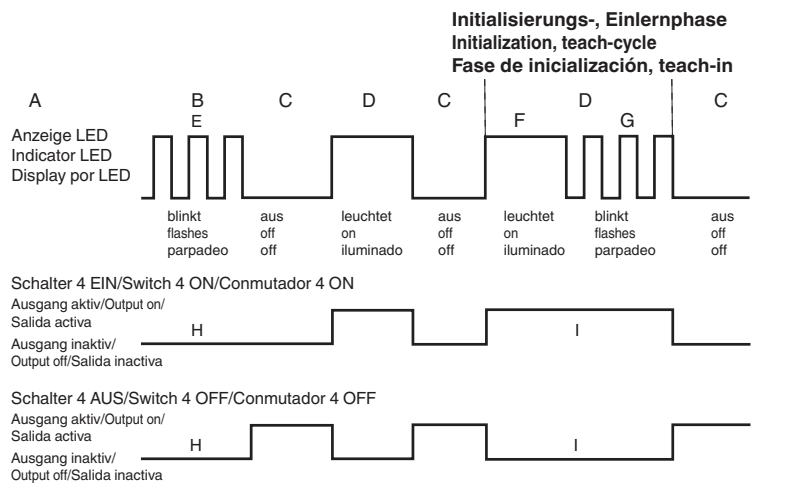 Initialisierungs-, Einlernphase
Initialization, teach-cycle
Fase de inicialización, teach-in
A B C D C D C
E F G
Anzeige LED
Indicator LED
Display por LED
blinkt aus leuchtet aus leuchtet blinkt aus
flashes off on off on flashes off
parpadeo off iluminado off iluminado parpadeo off
Schalter 4 EIN/Switch 4 ON/Conmutador 4 ON
Ausgang aktiv/Output on/
Salida activa
H I
Ausgang inaktiv/
Output off/Salida inactiva
Schalter 4 AUS/Switch 4 OFF/Conmutador 4 OFF
Ausgang aktiv/Output on/
Salida activa
H I
Ausgang inaktiv/
Output off/Salida inactiva